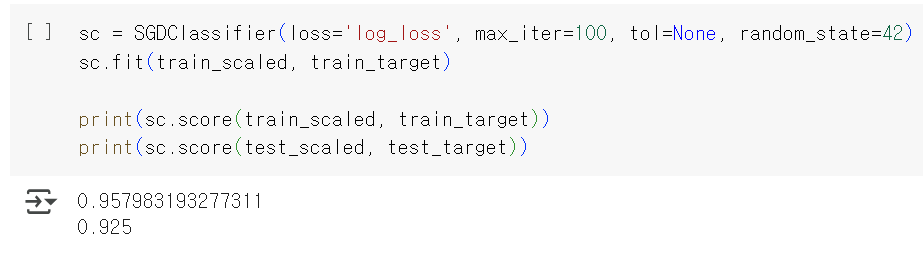 [ ] sc = SGDClassifier(loss='log_loss', max_iter=100, tol=None, random_state=42)
sc.fit(train_scaled, train_target)
print(sc.score(train_scaled, train_target))
print(sc.score(test_scaled, test_target))
0.957983193277311
0.925